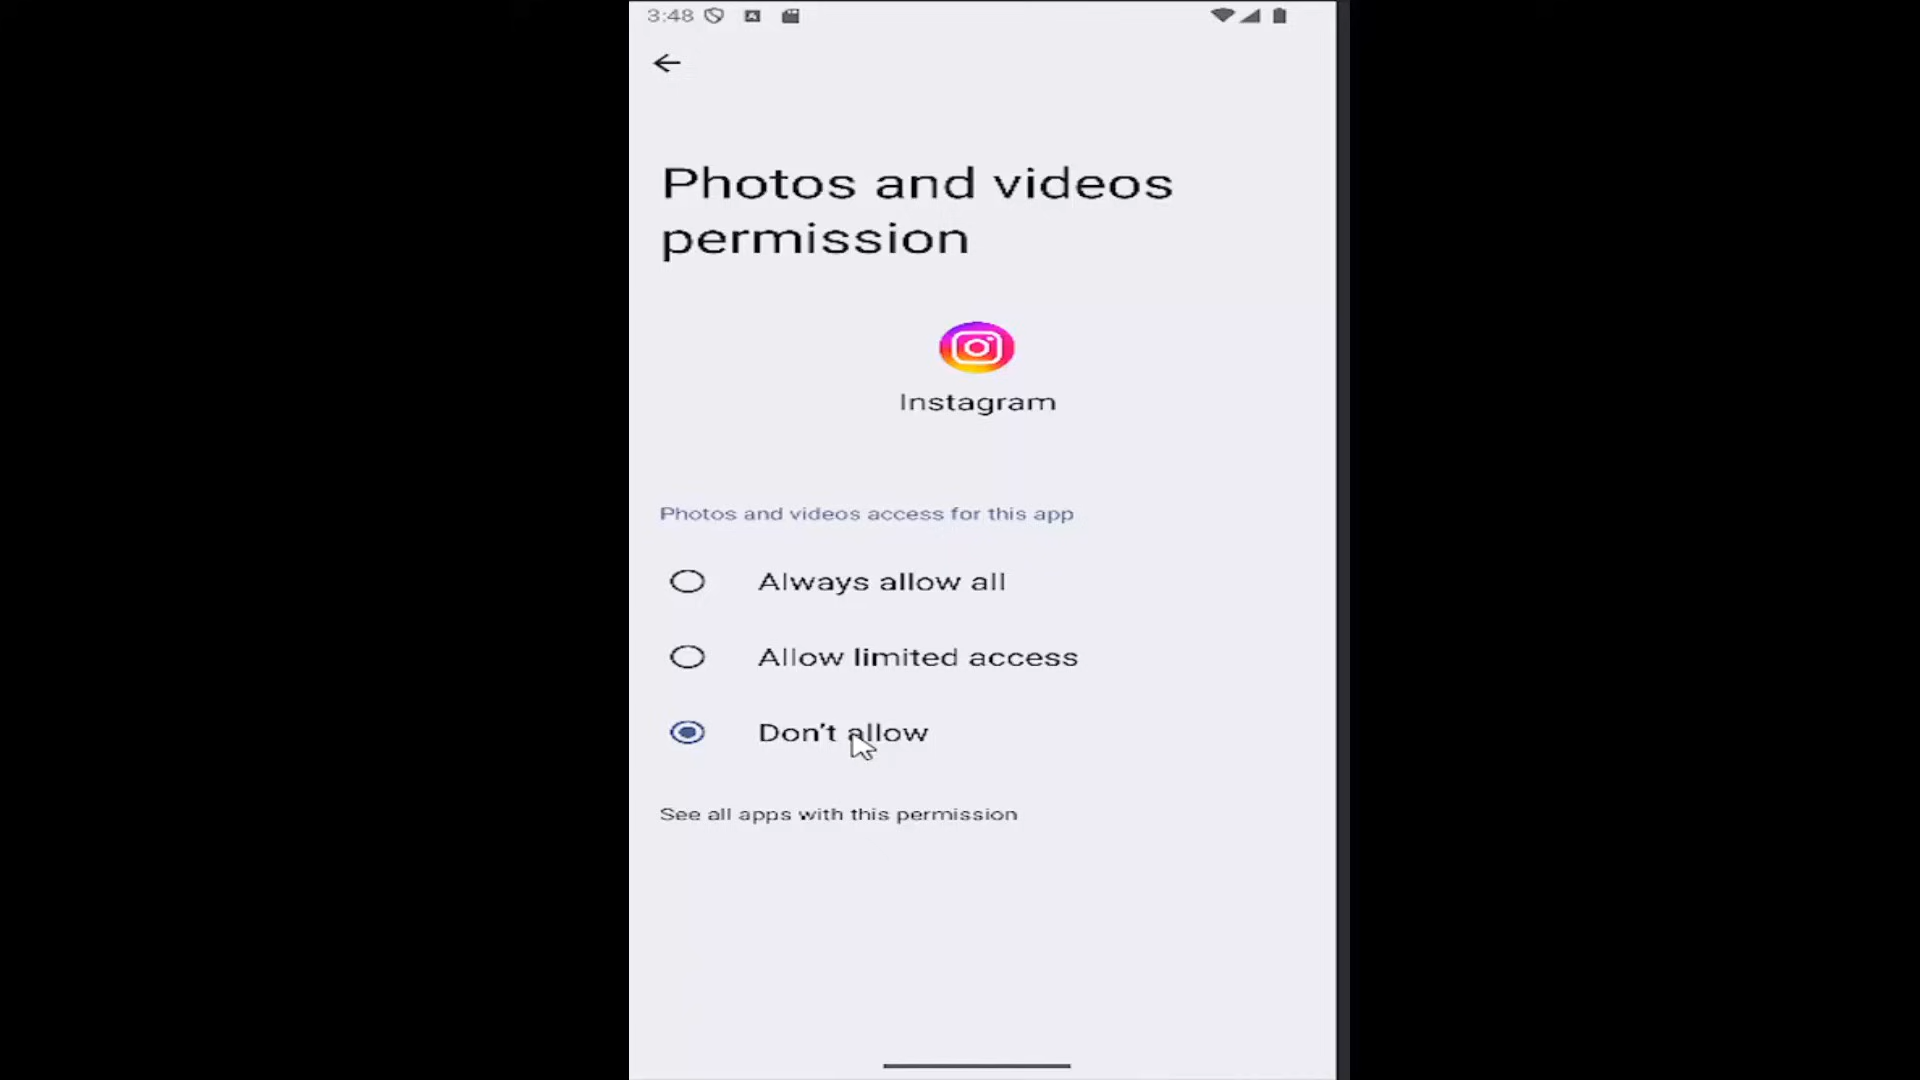 3:48
Photos and videos
permission
Instagram
Photos and videos access for this app
Always allow all
Allow limited access
Don't allow
See all apps with this permission